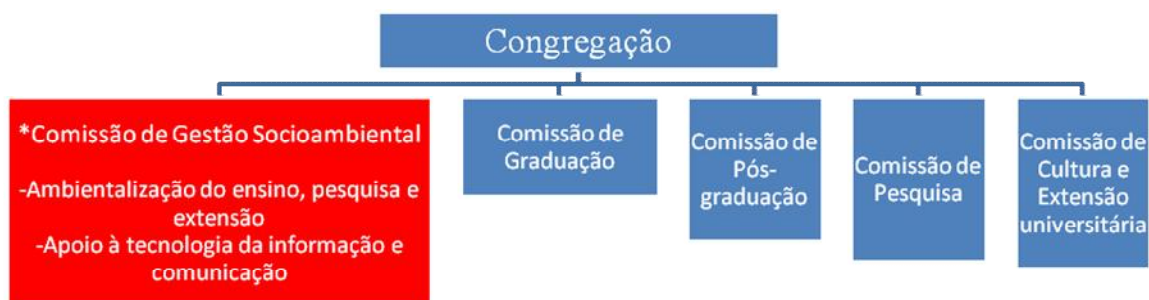 Congregação
*Comissão de Gestão Socioambiental
-Ambientalização do ensino, pesquisa e
extensão
-Apoio à tecnologia da informação e
comunicação
Comissão de
Graduação
Comissão de
Pós-
graduação
Comissão de
Pesquisa
Comissão de
Cultura e
Extensão
universitária